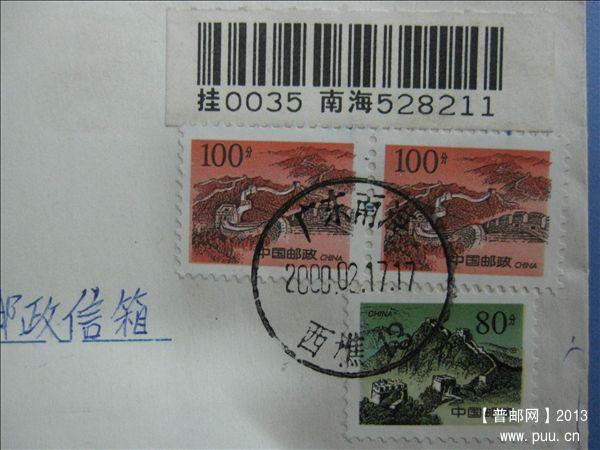 挂0035 南海528211
100分
100分
中国邮政 CHINA
中国邮政 CHINA
广东南海
2000.02.17.17
西樵
邮政信箱
CHINA
80分
中国邮政
【普邮网】2013
www.puu.cn